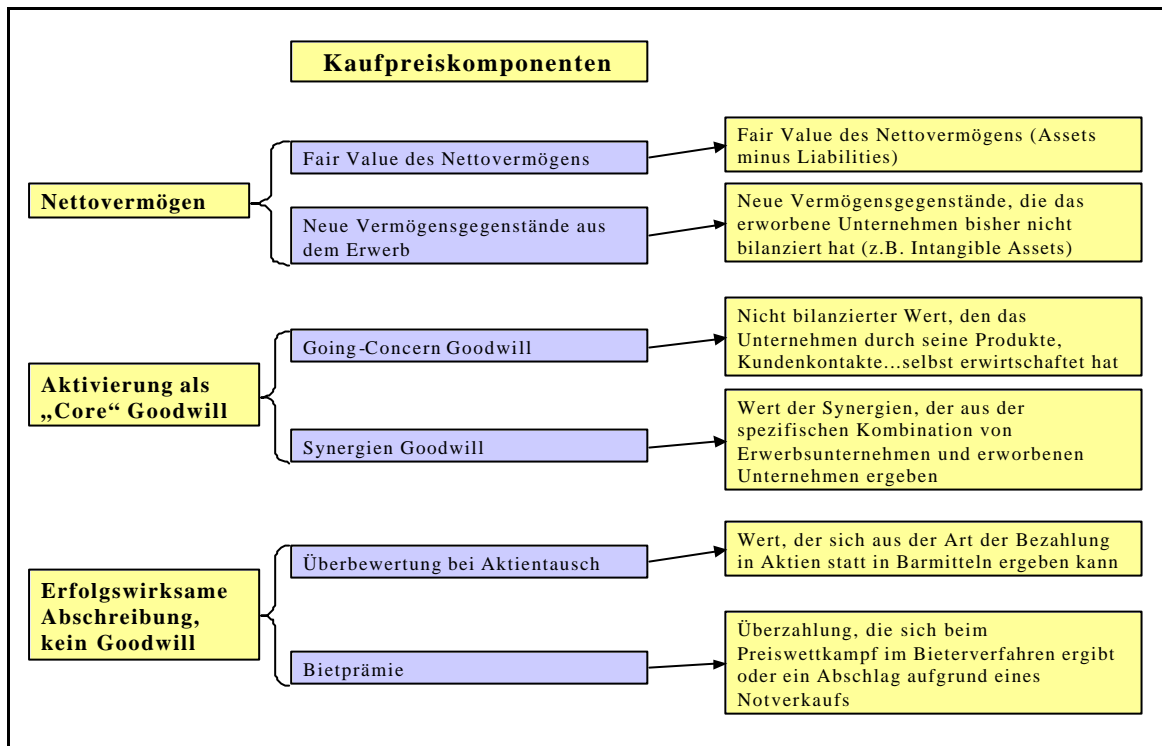 Kaufpreiskomponenten
Nettovermögen
Fair Value des Nettovermögens
Fair Value des Nettovermögens (Assets
minus Liabilities)
Neue Vermögensgegenstände aus
dem Erwerb
Neue Vermögensgegenstände, die das
erworbene Unternehmen bisher nicht
bilanziert hat (z.B. Intangible Assets)
Aktivierung als
„Core“ Goodwill
Going-Concern Goodwill
Nicht bilanzierter Wert, den das
Unternehmen durch seine Produkte,
Kundenkontakte...selbst erwirtschaftet hat
Synergien Goodwill
Wert der Synergien, der aus der
spezifischen Kombination von
Erwerbsunternehmen und erworbenen
Unternehmen ergeben
Erfolgswirksame
Abschreibung,
kein Goodwill
Überbewertung bei Aktientausch
Wert, der sich aus der Art der Bezahlung
in Aktien statt in Barmitteln ergeben kann
Bietprämie
Überzahlung, die sich beim
Preiswettkampf im Bieterverfahren ergibt
oder ein Abschlag aufgrund eines
Notverkaufs